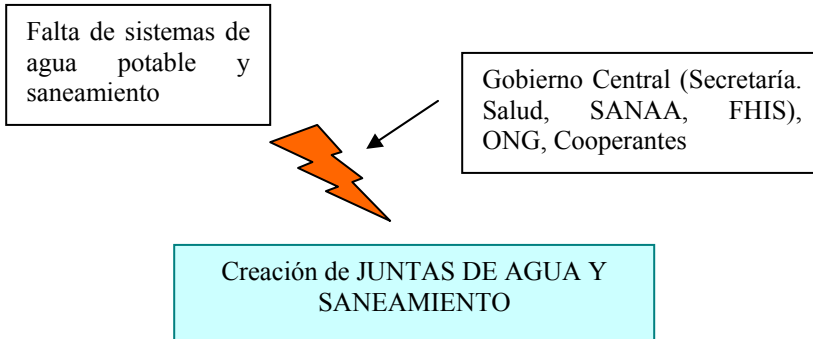 Falta de sistemas de
agua potable y
saneamiento
Gobierno Central (Secretaría.
Salud, SANAA, FHIS),
ONG, Cooperantes
Creación de JUNTAS DE AGUA Y
SANEAMIENTO